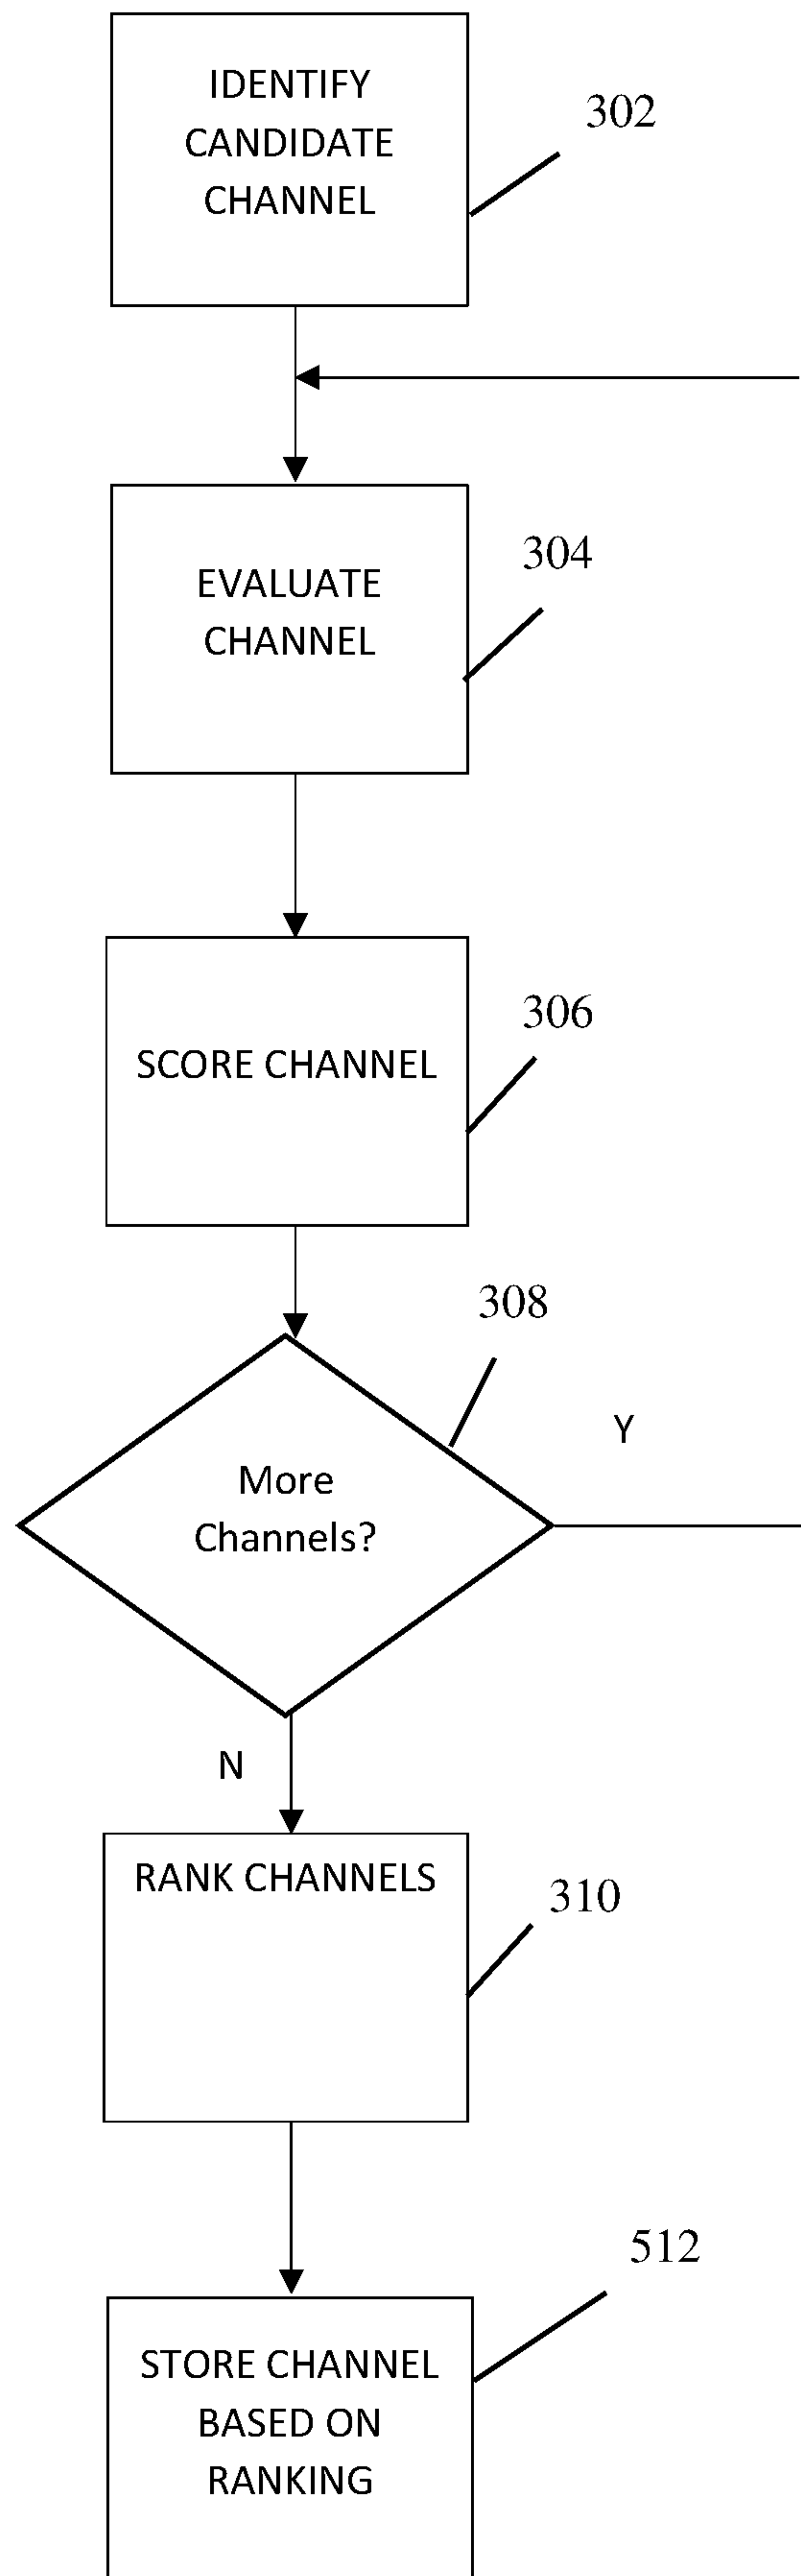 IDENTIFY
CANDIDATE
CHANNEL
302
EVALUATE
CHANNEL
304
SCORE CHANNEL
306
308
More
Channels?
Y
N
RANK CHANNELS
310
512
STORE CHANNEL
BASED ON
RANKING